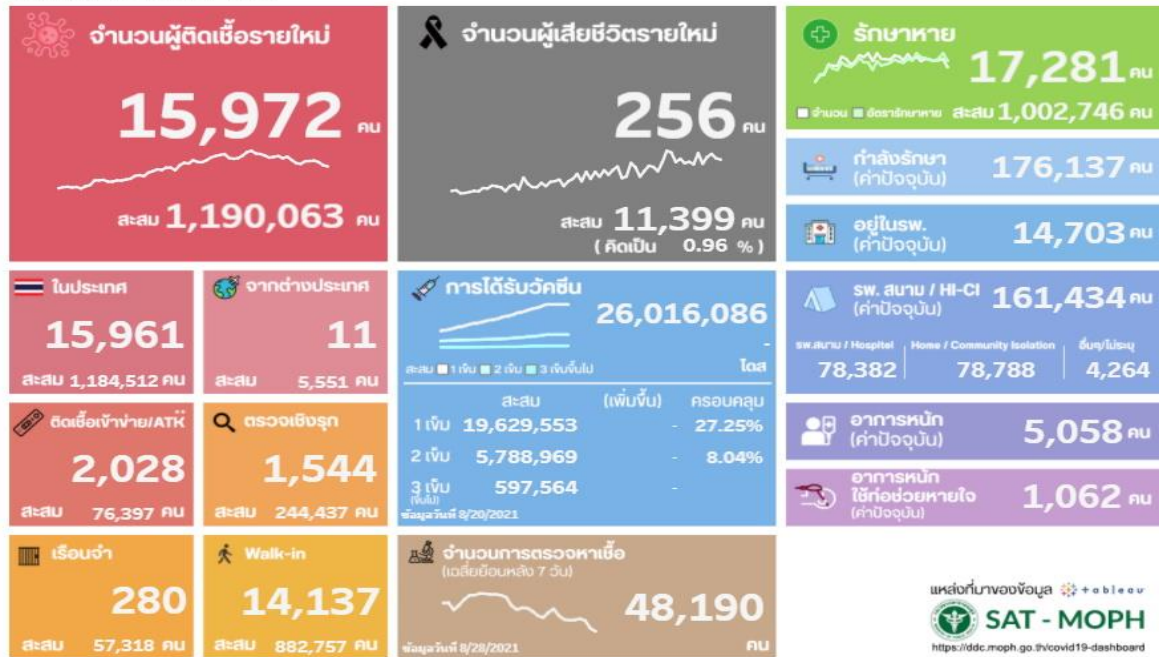 จำนวนผู้ติดเชื้อรายใหม่
15,972 คน
สะสม 1,190,063 คน
จำนวนผู้เสียชีวิตรายใหม่
256 คน
สะสม 11,399 คน
( คิดเป็น 0.96 % )
รักษาหาย
17,281 คน
จำนวน อัตรารักษาหาย สะสม 1,002,746 คน
กำลังรักษา
(ค่าปัจจุบัน)
176,137 คน
อยู่ในรพ.
(ค่าปัจจุบัน)
14,703 คน
ในประเทศ
15,961
สะสม 1,184,512 คน
จากต่างประเทศ
11
สะสม 5,551 คน
การได้รับวัคซีน
26,016,086
-
สะสม 1 เข็ม 2 เข็ม 3 เข็มขึ้นไป โดส
สะสม (เพิ่มขึ้น) ครอบคลุม
1 เข็ม 19,629,553 - 27.25%
2 เข็ม 5,788,969 - 8.04%
3 เข็ม 597,564 -
(ขึ้นไป)
ข้อมูลวันที่ 8/20/2021
รพ. สนาม / HI-CI
(ค่าปัจจุบัน)
161,434 คน
รพ.สนาม / Hospitel Home / Community Isolation อื่นๆ/ไม่ระบุ
78,382 78,788 4,264
ติดเชื้อเข้าข่าย/ATK
2,028
สะสม 76,397 คน
ตรวจเชิงรุก
1,544
สะสม 244,437 คน
อาการหนัก
(ค่าปัจจุบัน)
5,058 คน
อาการหนัก
ใช้ท่อช่วยหายใจ
(ค่าปัจจุบัน)
1,062 คน
เรือนจำ
280
สะสม 57,318 คน
Walk-in
14,137
สะสม 882,757 คน
จำนวนการตรวจหาเชื้อ
(เฉลี่ยย้อนหลัง 7 วัน)
48,190
ข้อมูลวันที่ 8/28/2021 คน
แหล่งที่มาของข้อมูล +ableau
SAT - MOPH
https://ddc.moph.go.th/covid19-dashboard